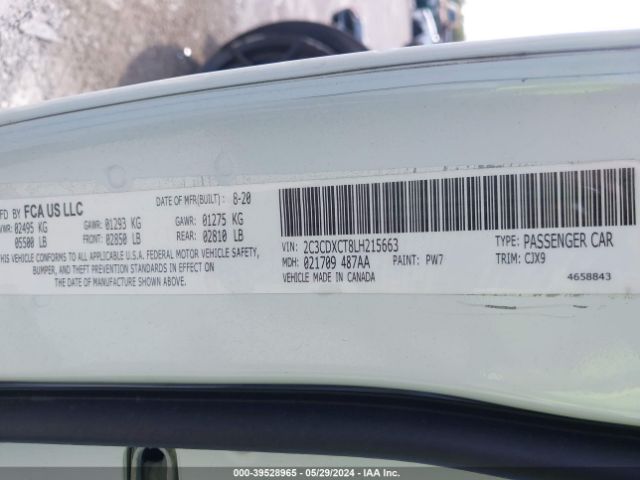 FD BY FCA US LLC
DATE OF MFR(BUILT): 8-20
VWR: 02495 KG
05500 LB
GAWR: 01293 KG
FRONT: 02850 LB
GAWR: 01275 KG
REAR: 02810 LB
THIS VEHICLE CONFORMS TO ALL APPLICABLE U.S.A. FEDERAL MOTOR VEHICLE SAFETY,
BUMPER, AND THEFT PREVENTION STANDARDS IN EFFECT ON
THE DATE OF MANUFACTURE SHOWN ABOVE.
VIN: 2C3CDXCT8LH215663
TYPE: PASSENGER CAR
MDH: 021709 487AA
PAINT: PW7
TRIM: CJX9
VEHICLE MADE IN CANADA
4658843
000-39528965 - 05/29/2024 - IAA Inc.